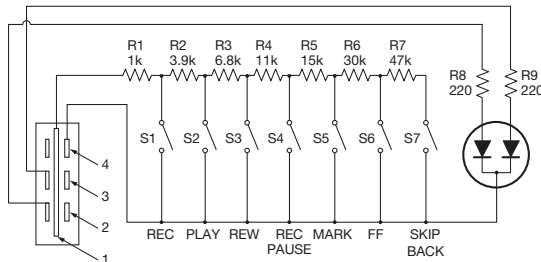 R1 R2 R3 R4 R5 R6 R7
1k 3.9k 6.8k 11k 15k 30k 47k
R8 R9
220 220
S1 S2 S3 S4 S5 S6 S7
4
3
2
1
REC PLAY REW REC MARK FF SKIP
PAUSE BACK